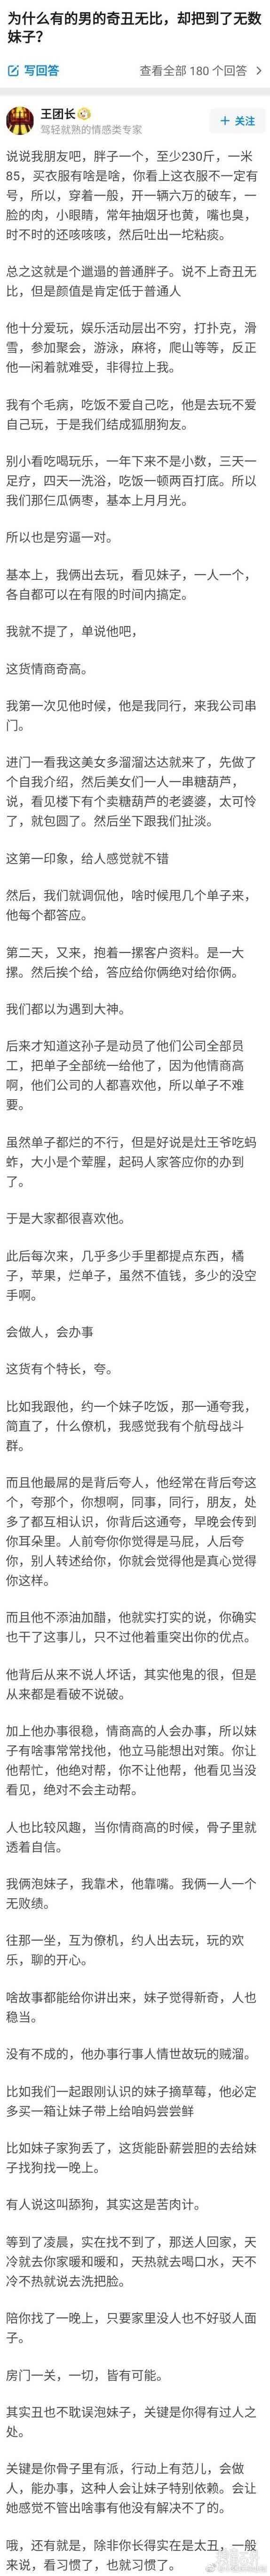 为什么有的男的奇丑无比，却把到了无数
妹子？
写回答
查看全部 180 个回答 >
王团长
驾轻就熟的情感类专家
+ 关注
说说我朋友吧，胖子一个，至少230斤，一米
85，买衣服有啥是啥，你看上这衣服不一定有
号，所以，穿着一般，开一辆六万的破车，一
脸的肉，小眼睛，常年抽烟牙也黄，嘴也臭，
时不时的还咳咳咳，然后吐出一坨粘痰。
总之这就是个邋遢的普通胖子。说不上奇丑无
比，但是颜值是肯定低于普通人
他十分爱玩，娱乐活动层出不穷，打扑克，滑
雪，参加聚会，游泳，麻将，爬山等等，反正
他一闲着就难受，非得拉上我。
我有个毛病，吃饭不爱自己吃，他是去玩不爱
自己玩，于是我们结成狐朋狗友。
别小看吃喝玩乐，一年下来不是小数，三天一
足疗，四天一洗浴，吃饭一顿两百打底。所以
我们那仨瓜俩枣，基本上月月光。
所以也是穷逼一对。
基本上，我俩出去玩，看见妹子，一人一个，
各自都可以在有限的时间内搞定。
我就不提了，单说他吧，
这货情商奇高。
我第一次见他时候，他是我同行，来我公司串
门。
进门一看我这美女多溜溜达达就来了，先做了
个自我介绍，然后美女们一人一串糖葫芦，
说，看见楼下有个卖糖葫芦的老婆婆，太可怜
了，就包圆了。然后坐下跟我们扯淡。
这第一印象，给人感觉就不错
然后，我们就调侃他，啥时候甩几个单子来，
他每个都答应。
第二天，又来，抱着一摞客户资料。是一大
摞。然后挨个给，答应给你俩绝对给你俩。
我们都以为遇到大神。
后来才知道这孙子是动员了他们公司全部员
工，把单子全部统一给他了，因为他情商高
啊，他们公司的人都喜欢他，所以单子不难
要。
虽然单子都烂的不行，但是好说是灶王爷吃蚂
蚱，大小是个荤腥，起码人家答应你的办到
了。
于是大家都很喜欢他。
此后每次来，几乎多少手里都提点东西，橘
子，苹果，烂单子，虽然不值钱，多少的没空
手啊。
会做人，会办事
这货有个特长，夸。
比如我跟他，约一个妹子吃饭，那一通夸我，
简直了，什么僚机，我感觉我有个航母战斗
群。
而且他最屌的是背后夸人，他经常在背后夸这
个，夸那个，你想啊，同事，同行，朋友，处
多了都互相认识，你背后这通夸，早晚会传到
你耳朵里。人前夸你你觉得是马屁，人后夸
你，别人转述给你，你就会觉得他是真心觉得
你这样。
而且他不添油加醋，他就实打实的说，你确实
也干了这事儿，只不过他着重突出你的优点。
他背后从来不说人坏话，其实他鬼的很，但是
从来都是看破不说破。
加上他办事很稳，情商高的人会办事，所以妹
子有啥事常常找他，他立马能想出对策。你让
他帮忙，他绝对帮，你不让他帮，他看见当没
看见，绝对不会主动帮。
人也比较风趣，当你情商高的时候，骨子里就
透着自信。
我俩泡妹子，我靠术，他靠嘴。我俩一人一个
无败绩。
往那一坐，互为僚机，约人出去玩，玩的欢
乐，聊的开心。
啥故事都能给你讲出来，妹子觉得新奇，人也
稳当。
没有不成的，他办事行事人情世故玩的贼溜。
比如我们一起跟刚认识的妹子摘草莓，他必定
多买一箱让妹子带上给咱妈尝尝鲜
比如妹子家狗丢了，这货能卧薪尝胆的去给妹
子找狗找一晚上。
有人说这叫舔狗，其实这是苦肉计。
等到了凌晨，实在找不到了，那送人回家，天
冷就去你家暖和暖和，天热就去喝口水，天不
冷不热就说去洗把脸。
陪你找了一晚上，只要家里没人也不好驳人面
子。
房门一关，一切，皆有可能。
其实丑也不耽误泡妹子，关键是你得有过人之
处。
关键是你骨子里有派，行动上有范儿，会做
人，能办事，这种人会让妹子特别依赖。会让
她感觉不管出啥事有他没有解决不了的。
哦，还有就是，除非你长得实在是太丑，一般
来说，看习惯了，也就习惯了。